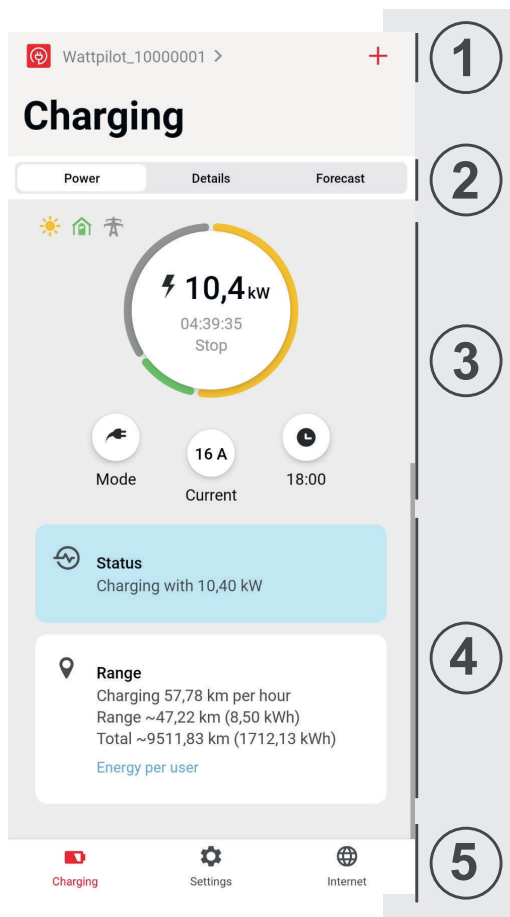 Wattpilot_10000001 >
+
1
Charging
Power Details Forecast
2
10,4 kW
04:39:35
Stop
3
Mode
16 A
Current
18:00
Status
Charging with 10,40 kW
Range
Charging 57,78 km per hour
Range ~47,22 km (8,50 kWh)
Total ~9511,83 km (1712,13 kWh)
Energy per user
4
Charging Settings Internet
5